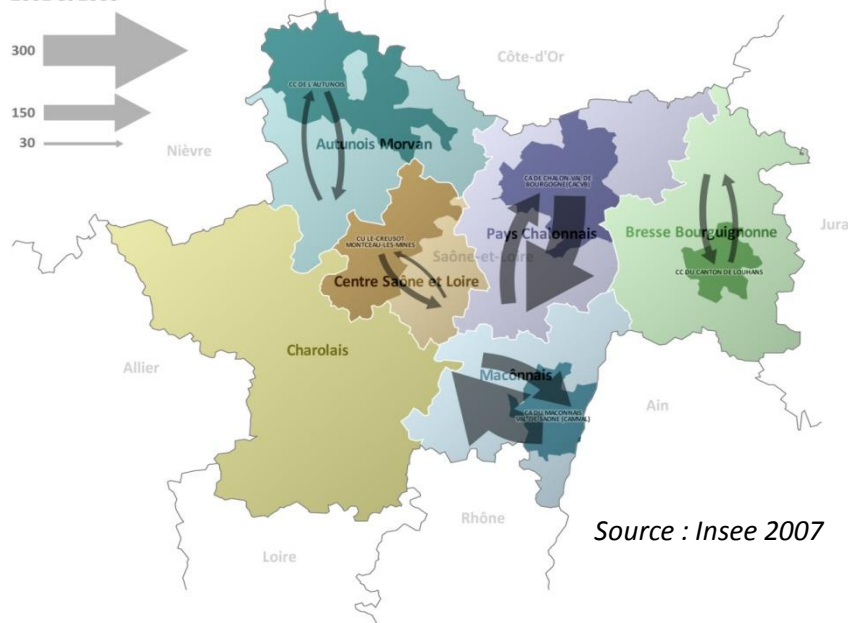 300
150
30
Côte-d'Or
Nièvre
CC DE L'AUTUNOIS
Autunois Morvan
CA DE CHALON-VAL DE
BOURGOGNE(CACVB)
Pays Chalonnais
Bresse Bourguignonne
Jura
CC DU CANTON DE LOUHANS
CU LE-CREUSOT
MONTCEAU-LES-MINES
Saône-et-Loire
Centre Saône et Loire
Charolais
Allier
Mâconnais
CA DU MACONNAIS
VAL DE SAONE (CAMVAL)
Ain
Rhône
Loire
Source : Insee 2007